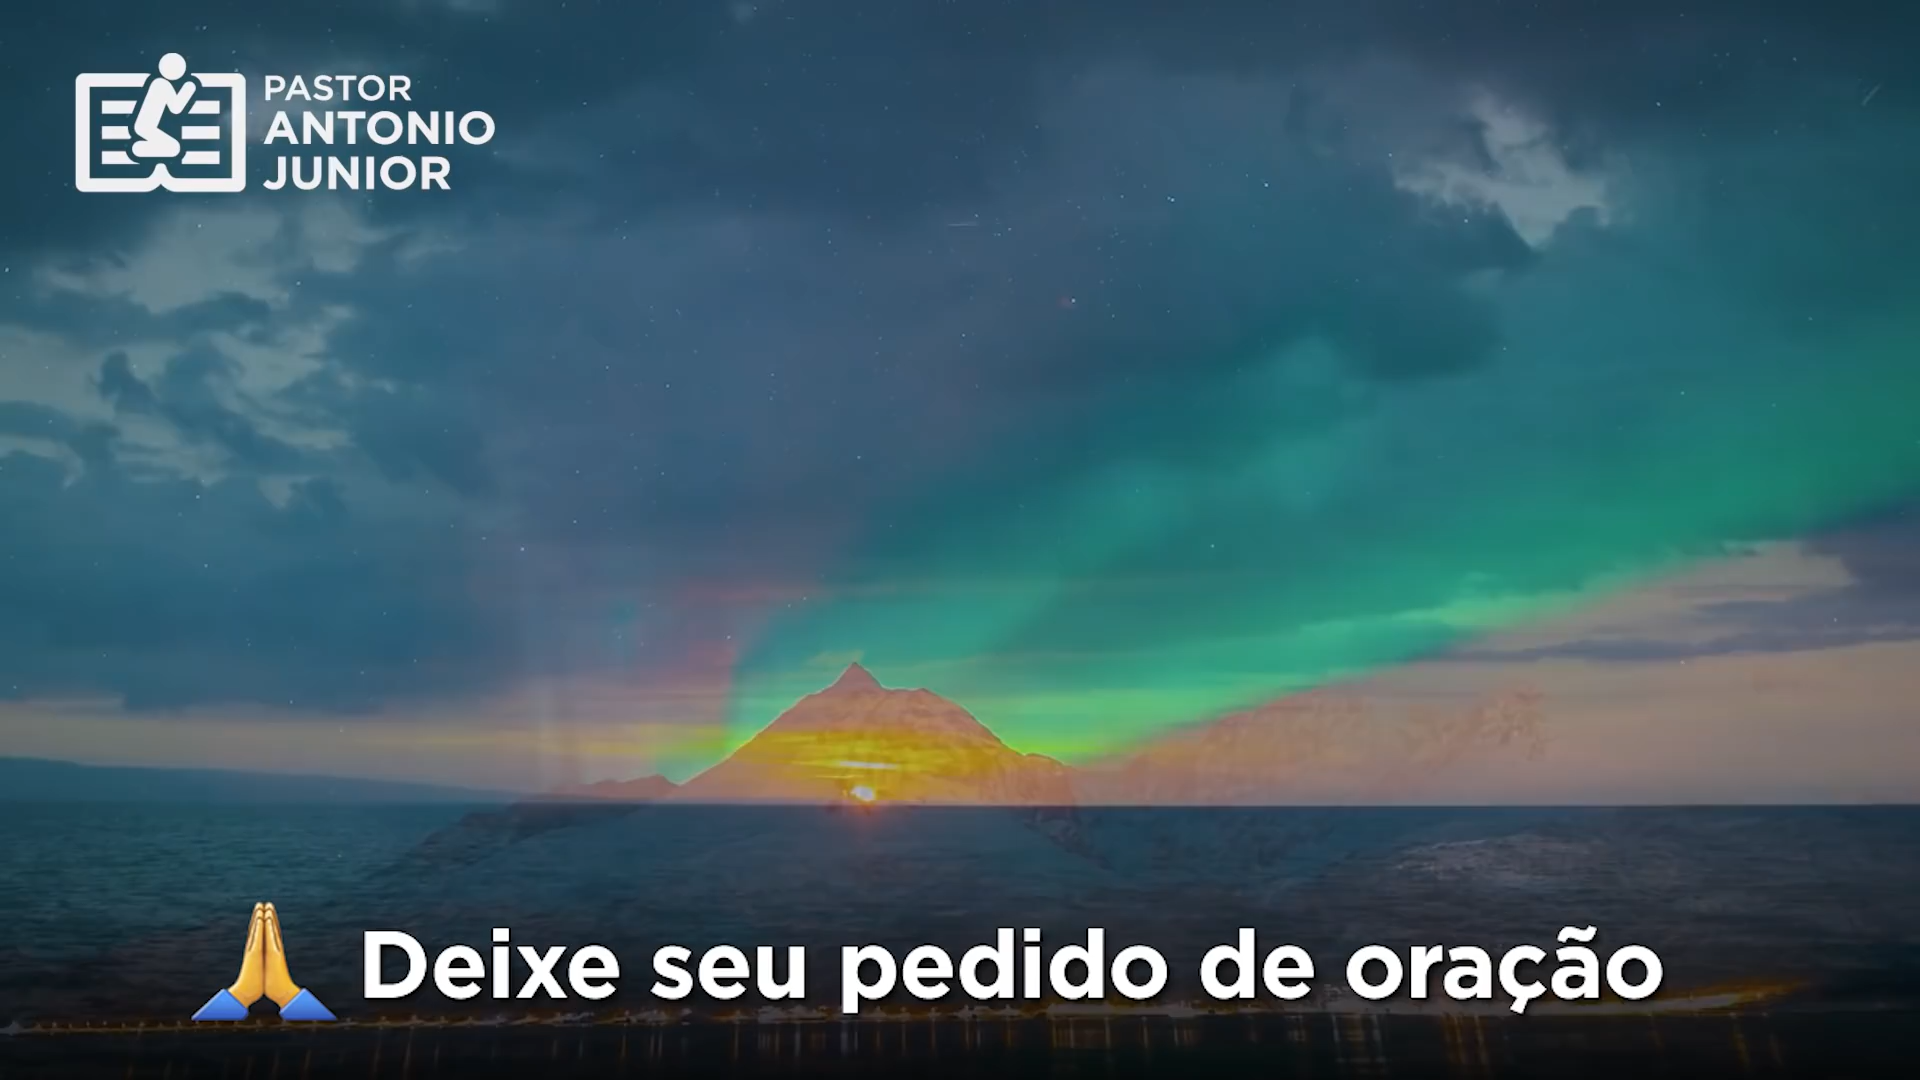 PASTOR
ANTONIO
JUNIOR
🙏 Deixe seu pedido de oração